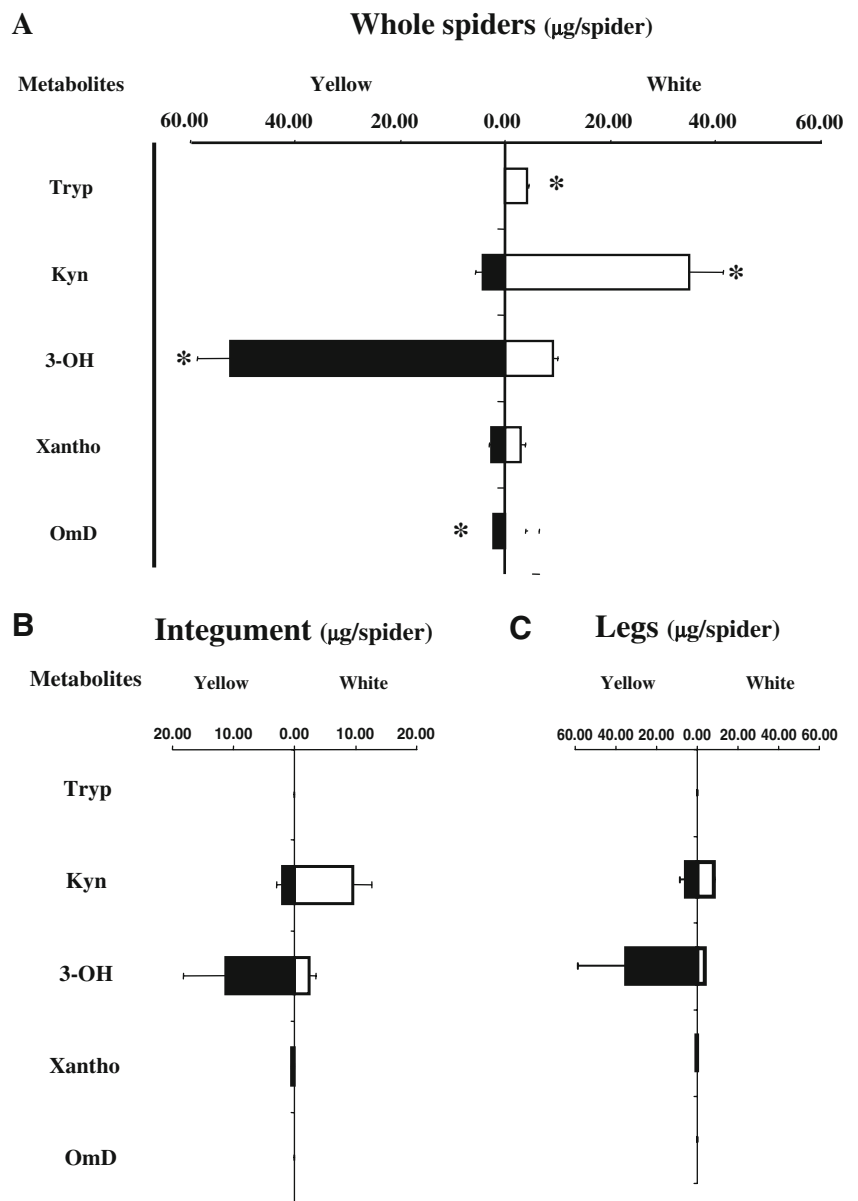 A
Whole spiders (µg/spider)
Metabolites Yellow White
60.00 40.00 20.00 0.00 20.00 40.00 60.00
Tryp *
Kyn *
* 3-OH
Xantho
OmD *
B Integument (µg/spider)
Metabolites Yellow White
20.00 10.00 0.00 10.00 20.00
Tryp
Kyn
3-OH
Xantho
OmD
C Legs (µg/spider)
Yellow White
60.00 40.00 20.00 0.00 20.00 40.00 60.00